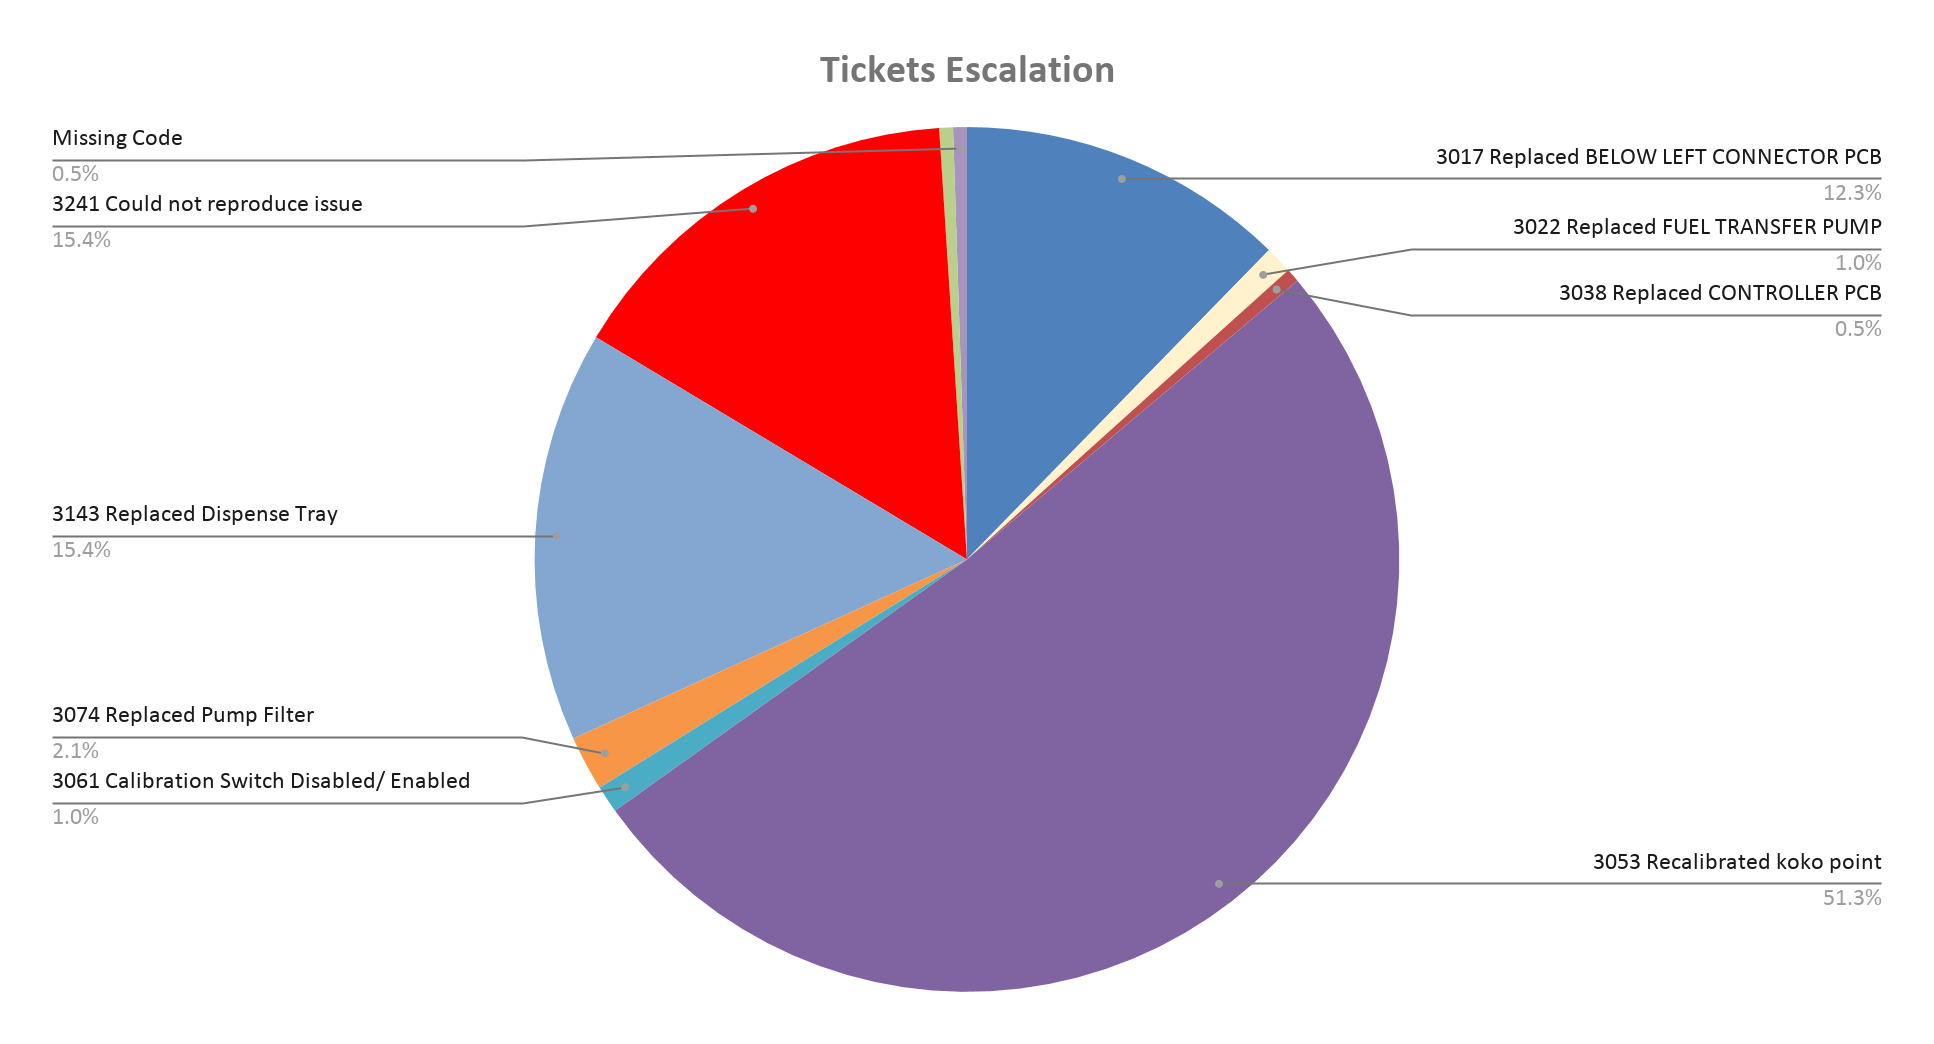 Tickets Escalation
Missing Code
0.5%
3241 Could not reproduce issue
15.4%
3143 Replaced Dispense Tray
15.4%
3074 Replaced Pump Filter
2.1%
3061 Calibration Switch Disabled/ Enabled
1.0%
3017 Replaced BELOW LEFT CONNECTOR PCB
12.3%
3022 Replaced FUEL TRANSFER PUMP
1.0%
3038 Replaced CONTROLLER PCB
0.5%
3053 Recalibrated koko point
51.3%